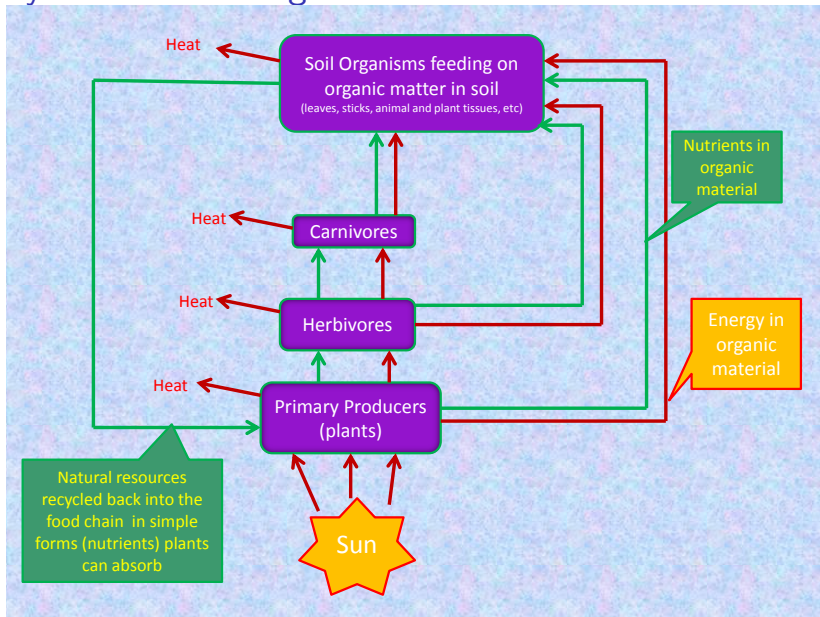 Heat
Soil Organisms feeding on
organic matter in soil
(leaves, sticks, animal and plant tissues, etc)
Nutrients in
organic
material
Heat
Carnivores
Heat
Herbivores
Energy in
organic
material
Heat
Primary Producers
(plants)
Natural resources
recycled back into the
food chain in simple
forms (nutrients) plants
can absorb
Sun